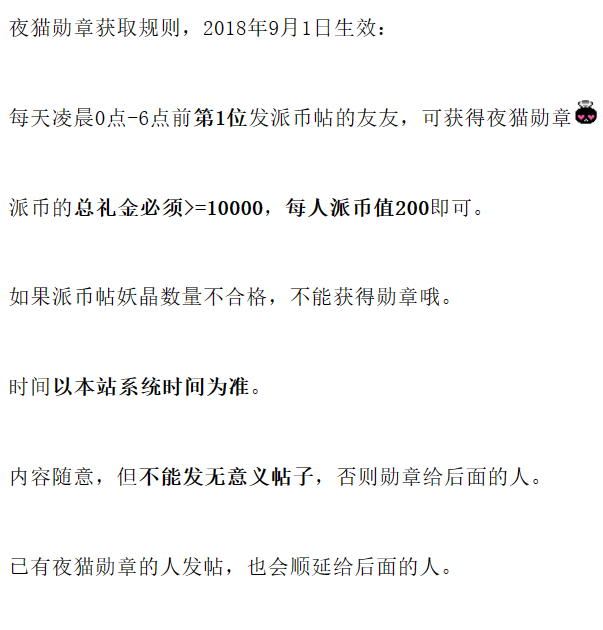 夜猫勋章获取规则，2018年9月1日生效：
每天凌晨0点-6点前第1位发派币帖的友友，可获得夜猫勋章
派币的总礼金必须>=10000，每人派币值200即可。
如果派币帖妖晶数量不合格，不能获得勋章哦。
时间以本站系统时间为准。
内容随意，但不能发无意义帖子，否则勋章给后面的人。
已有夜猫勋章的人发帖，也会顺延给后面的人。